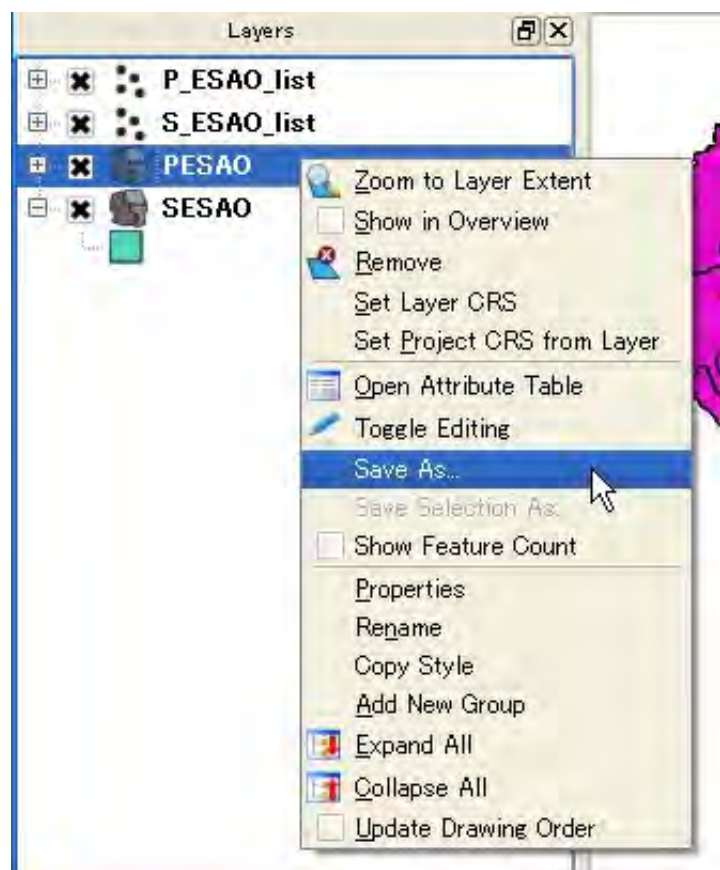 Layers
P_ESAO_list
S_ESAO_list
PESAO
SESAO
Zoom to Layer Extent
Show in Overview
Remove
Set Layer CRS
Set Project CRS from Layer
Open Attribute Table
Toggle Editing
Save As...
Save Selection As.
Show Feature Count
Properties
Rename
Copy Style
Add New Group
Expand All
Collapse All
Update Drawing Order